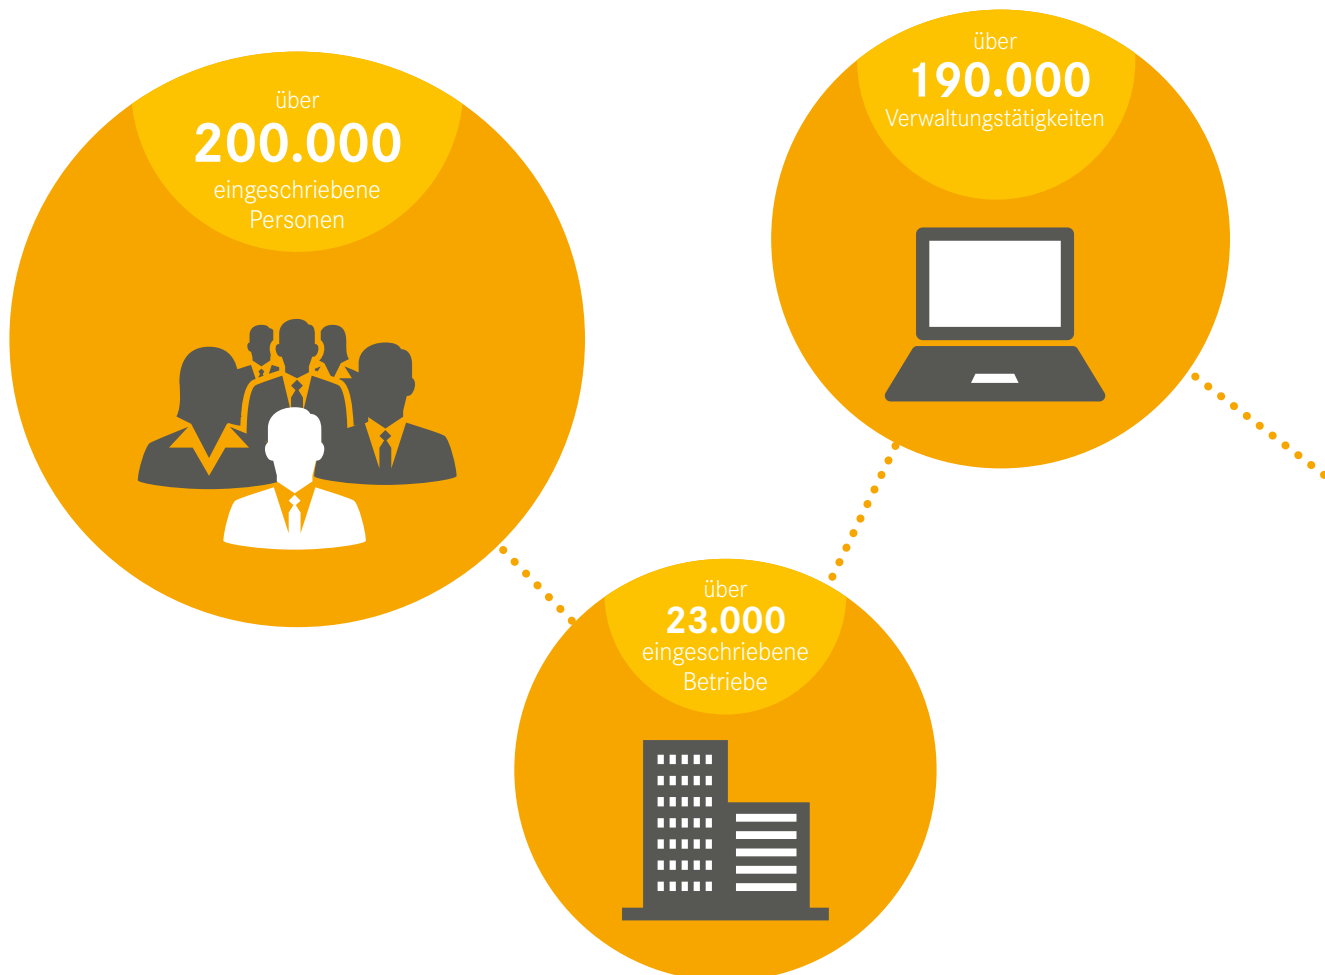 über
200.000
eingeschriebene
Personen
über
190.000
Verwaltungstätigkeiten
über
23.000
eingeschriebene
Betriebe